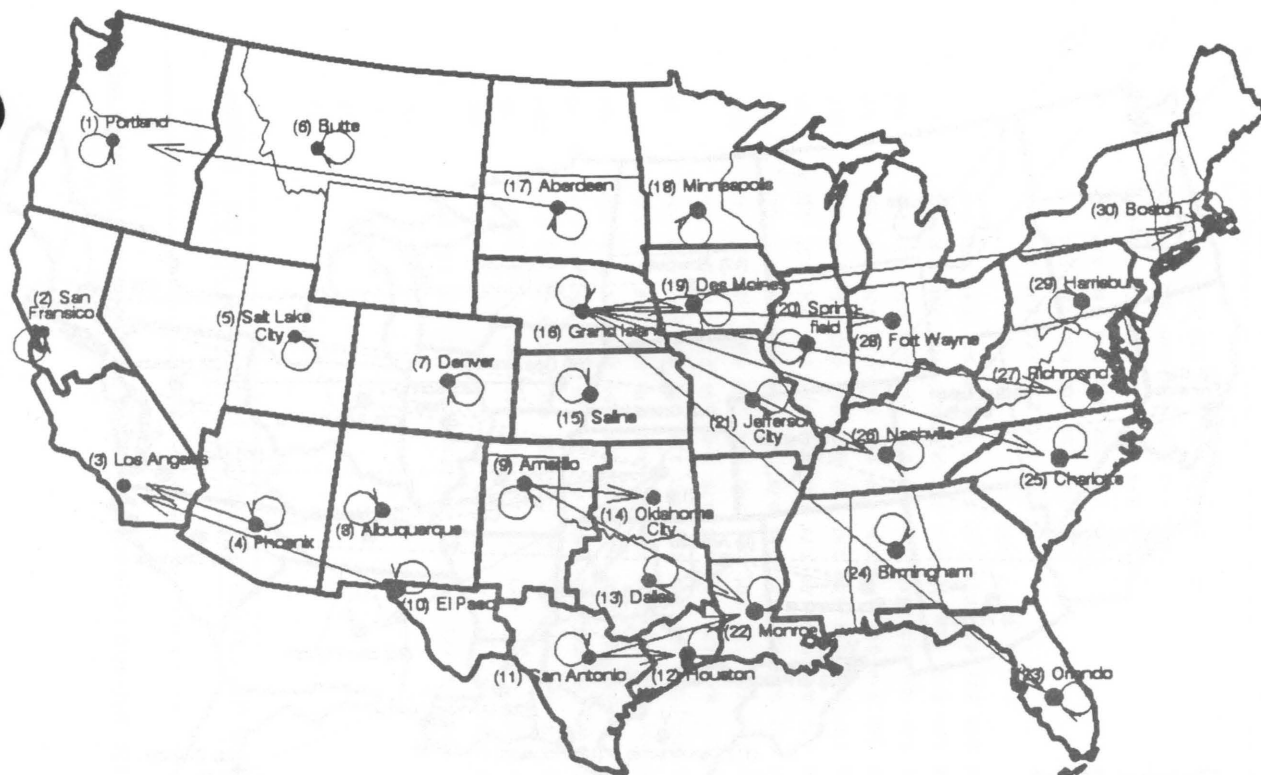 (1) Portland
(6) Butte
(17) Aberdeen
(18) Minneapolis
(30) Boston
(2) San
Fransico
(5) Salt Lake
City
(16) Grand Island
(19) Des Moine
(20) Spring-
field
(29) Harrisburg
(28) Fort Wayne
(7) Denver
(27) Richmond
(15) Salina
(21) Jefferson
City
(26) Nashville
(3) Los Angeles
(9) Amarillo
(25) Charlotte
(4) Phoenix
(8) Albuquerque
(14) Oklahoma
City
(24) Birmingham
(10) El Paso
(13) Dallas
(22) Monroe
(11) San Antonio
(12) Houston
(23) Orlando